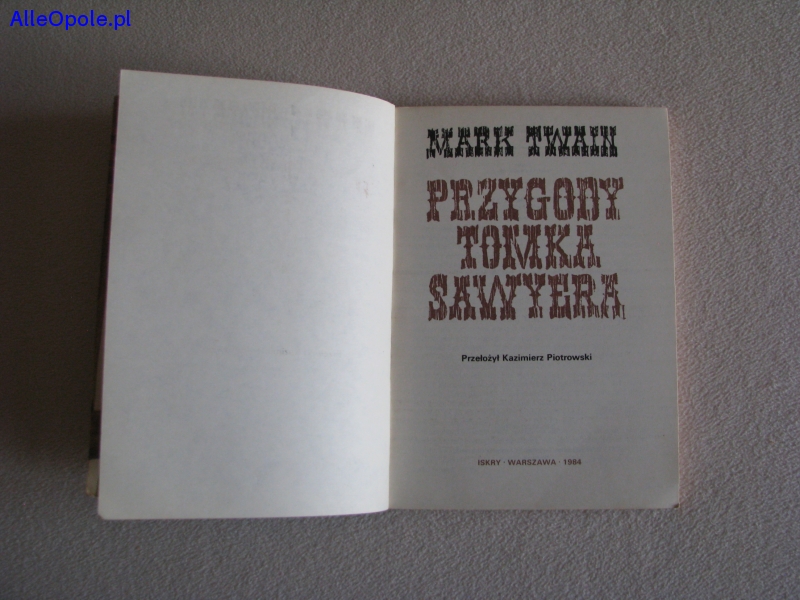 AlleOpole.pl
MARK TWAIN
PRZYGODY
TOMKA
SAWYERA
Przełożył Kazimierz Piotrowski
ISKRY · WARSZAWA · 1984